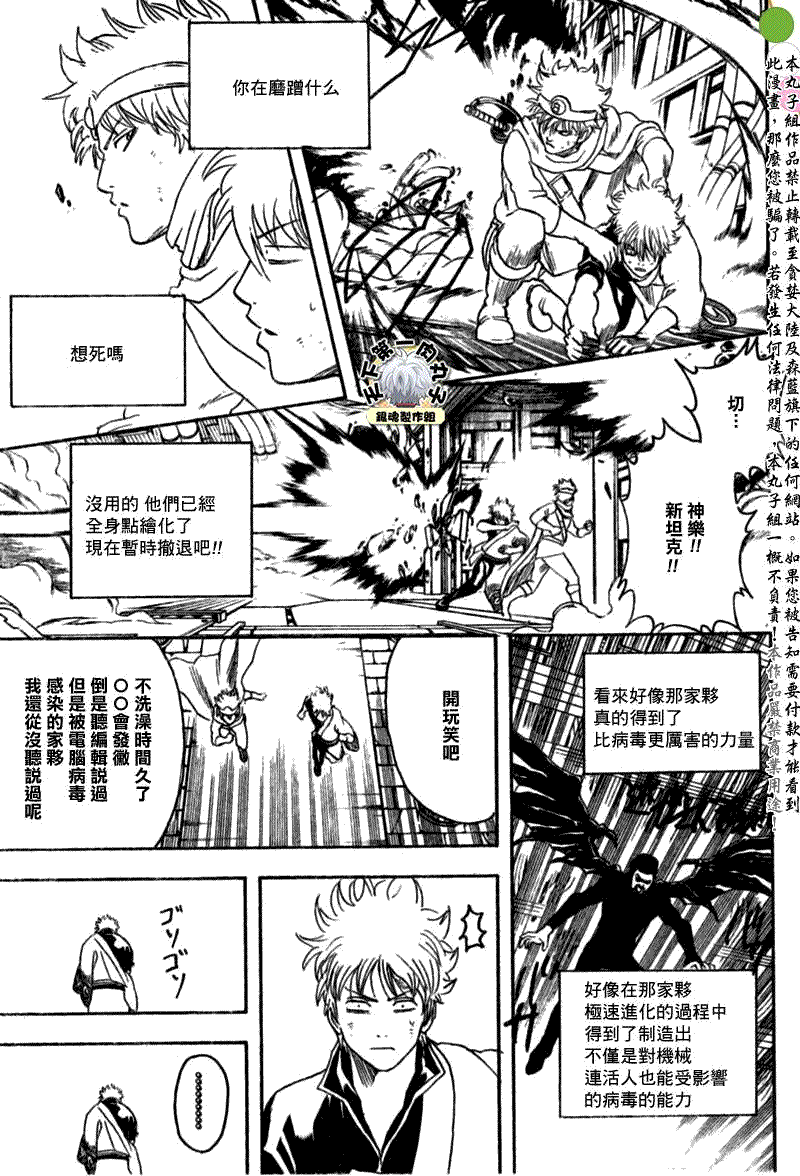 你在磨蹭什么
想死嗎
天下第一肉丸子
銀魂製作組
切…
神樂!!
新坦克!!
沒用的 他們已經
全身點繪化了
現在暫時撤退吧!!
看來好像那家夥
真的得到了
比病毒更厲害的力量
開玩笑吧
不洗澡時間久了
〇〇會發黴
倒是聽編輯說過
但是被電腦病毒
感染的家夥
我還從沒聽説過呢
好像在那家夥
極速進化的過程中
得到了制造出
不僅是對機械
連活人也能受影響
的病毒的能力
ゴソゴソ
………
本丸子組作品禁止轉載至貪婪大陸及森藍旗下的任何網站。如果您被告知需要付款才能看到
此漫畫，那麼您被騙了。若發生任何法律問題，本丸子組一概不負責！本作品嚴禁商業用途！